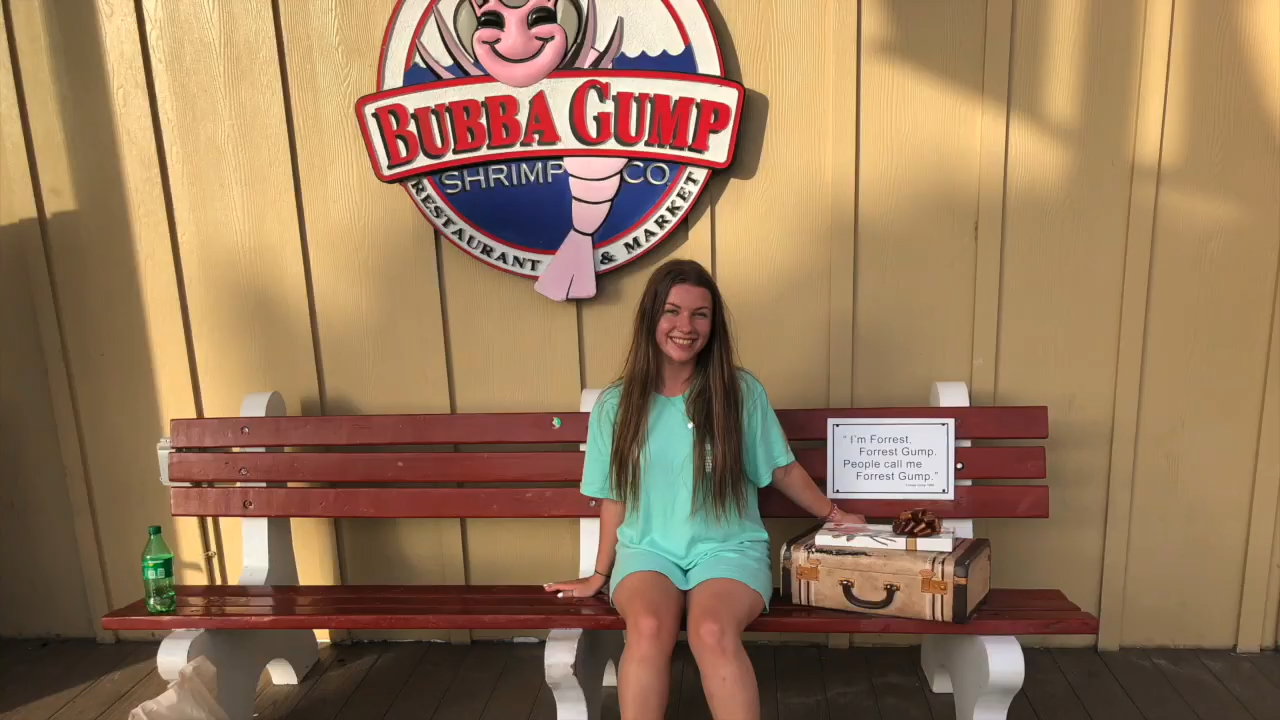 BUBBA GUMP
SHRIMP CO.
RESTAURANT & MARKET
"I'm Forrest,
Forrest Gump.
People call me
Forrest Gump."